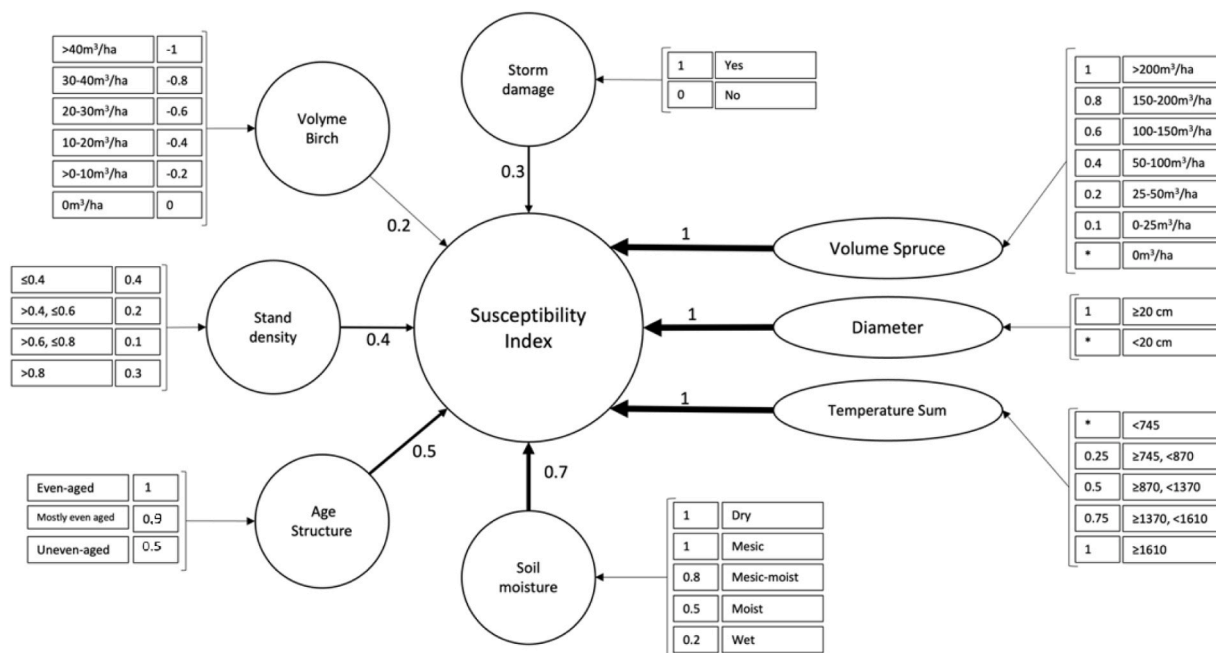 >40m³/ha -1
30-40m³/ha -0.8
20-30m³/ha -0.6
10-20m³/ha -0.4
>0-10m³/ha -0.2
0m³/ha 0
Volyme
Birch
0.2
Storm
damage
1 Yes
0 No
0.3
1 >200m³/ha
0.8 150-200m³/ha
0.6 100-150m³/ha
0.4 50-100m³/ha
0.2 25-50m³/ha
0.1 0-25m³/ha
* 0m³/ha
Volume Spruce
1
≤0.4 0.4
>0.4, ≤0.6 0.2
>0.6, ≤0.8 0.1
>0.8 0.3
Stand
density
0.4
Susceptibility
Index
1
Diameter
1 ≥20 cm
* <20 cm
1
Temperature Sum
* <745
0.25 ≥745, <870
0.5 ≥870, <1370
0.75 ≥1370, <1610
1 ≥1610
Even-aged 1
Mostly even aged 0.9
Uneven-aged 0.5
Age
Structure
0.5
0.7
Soil
moisture
1 Dry
1 Mesic
0.8 Mesic-moist
0.5 Moist
0.2 Wet